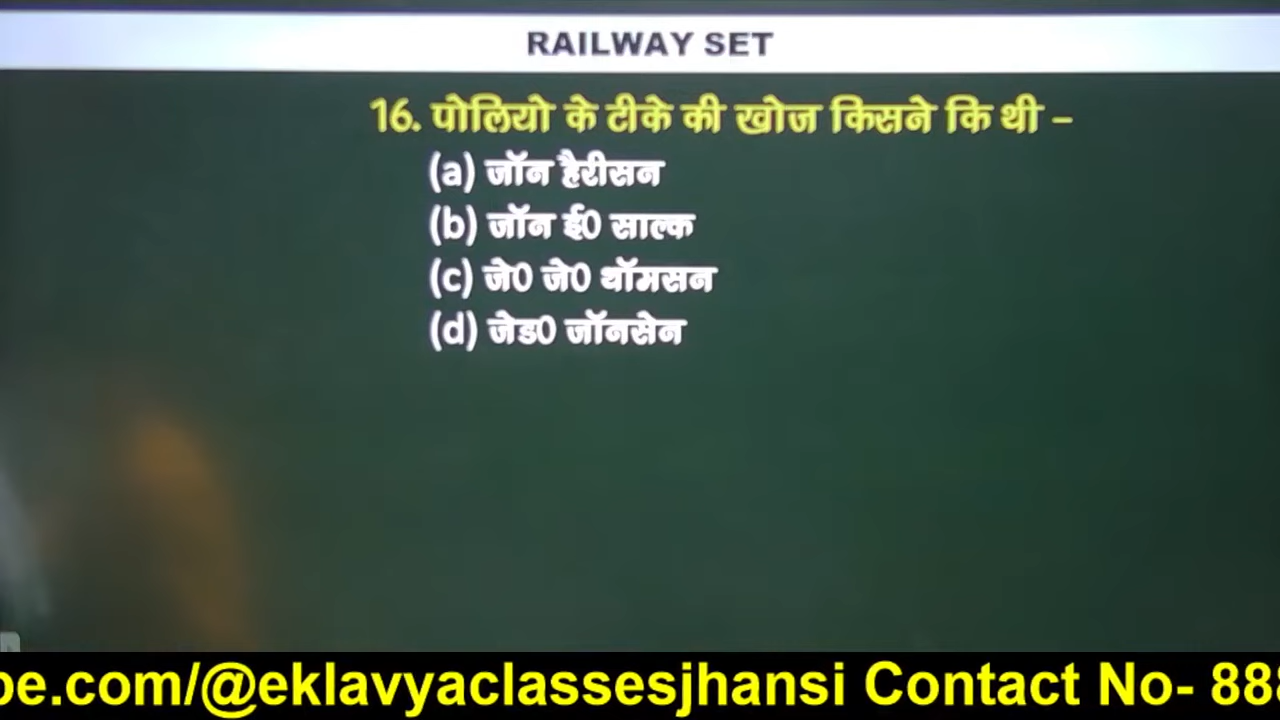 RAILWAY SET
16. पोलियो के टीके की खोज किसने कि थी –
(a) जॉन हैरीसन
(b) जॉन ई0 साल्क
(c) जे0 जे0 थॉमसन
(d) जेड0 जॉनसेन
be.com/@eklavyaclassesjhansi Contact No- 88